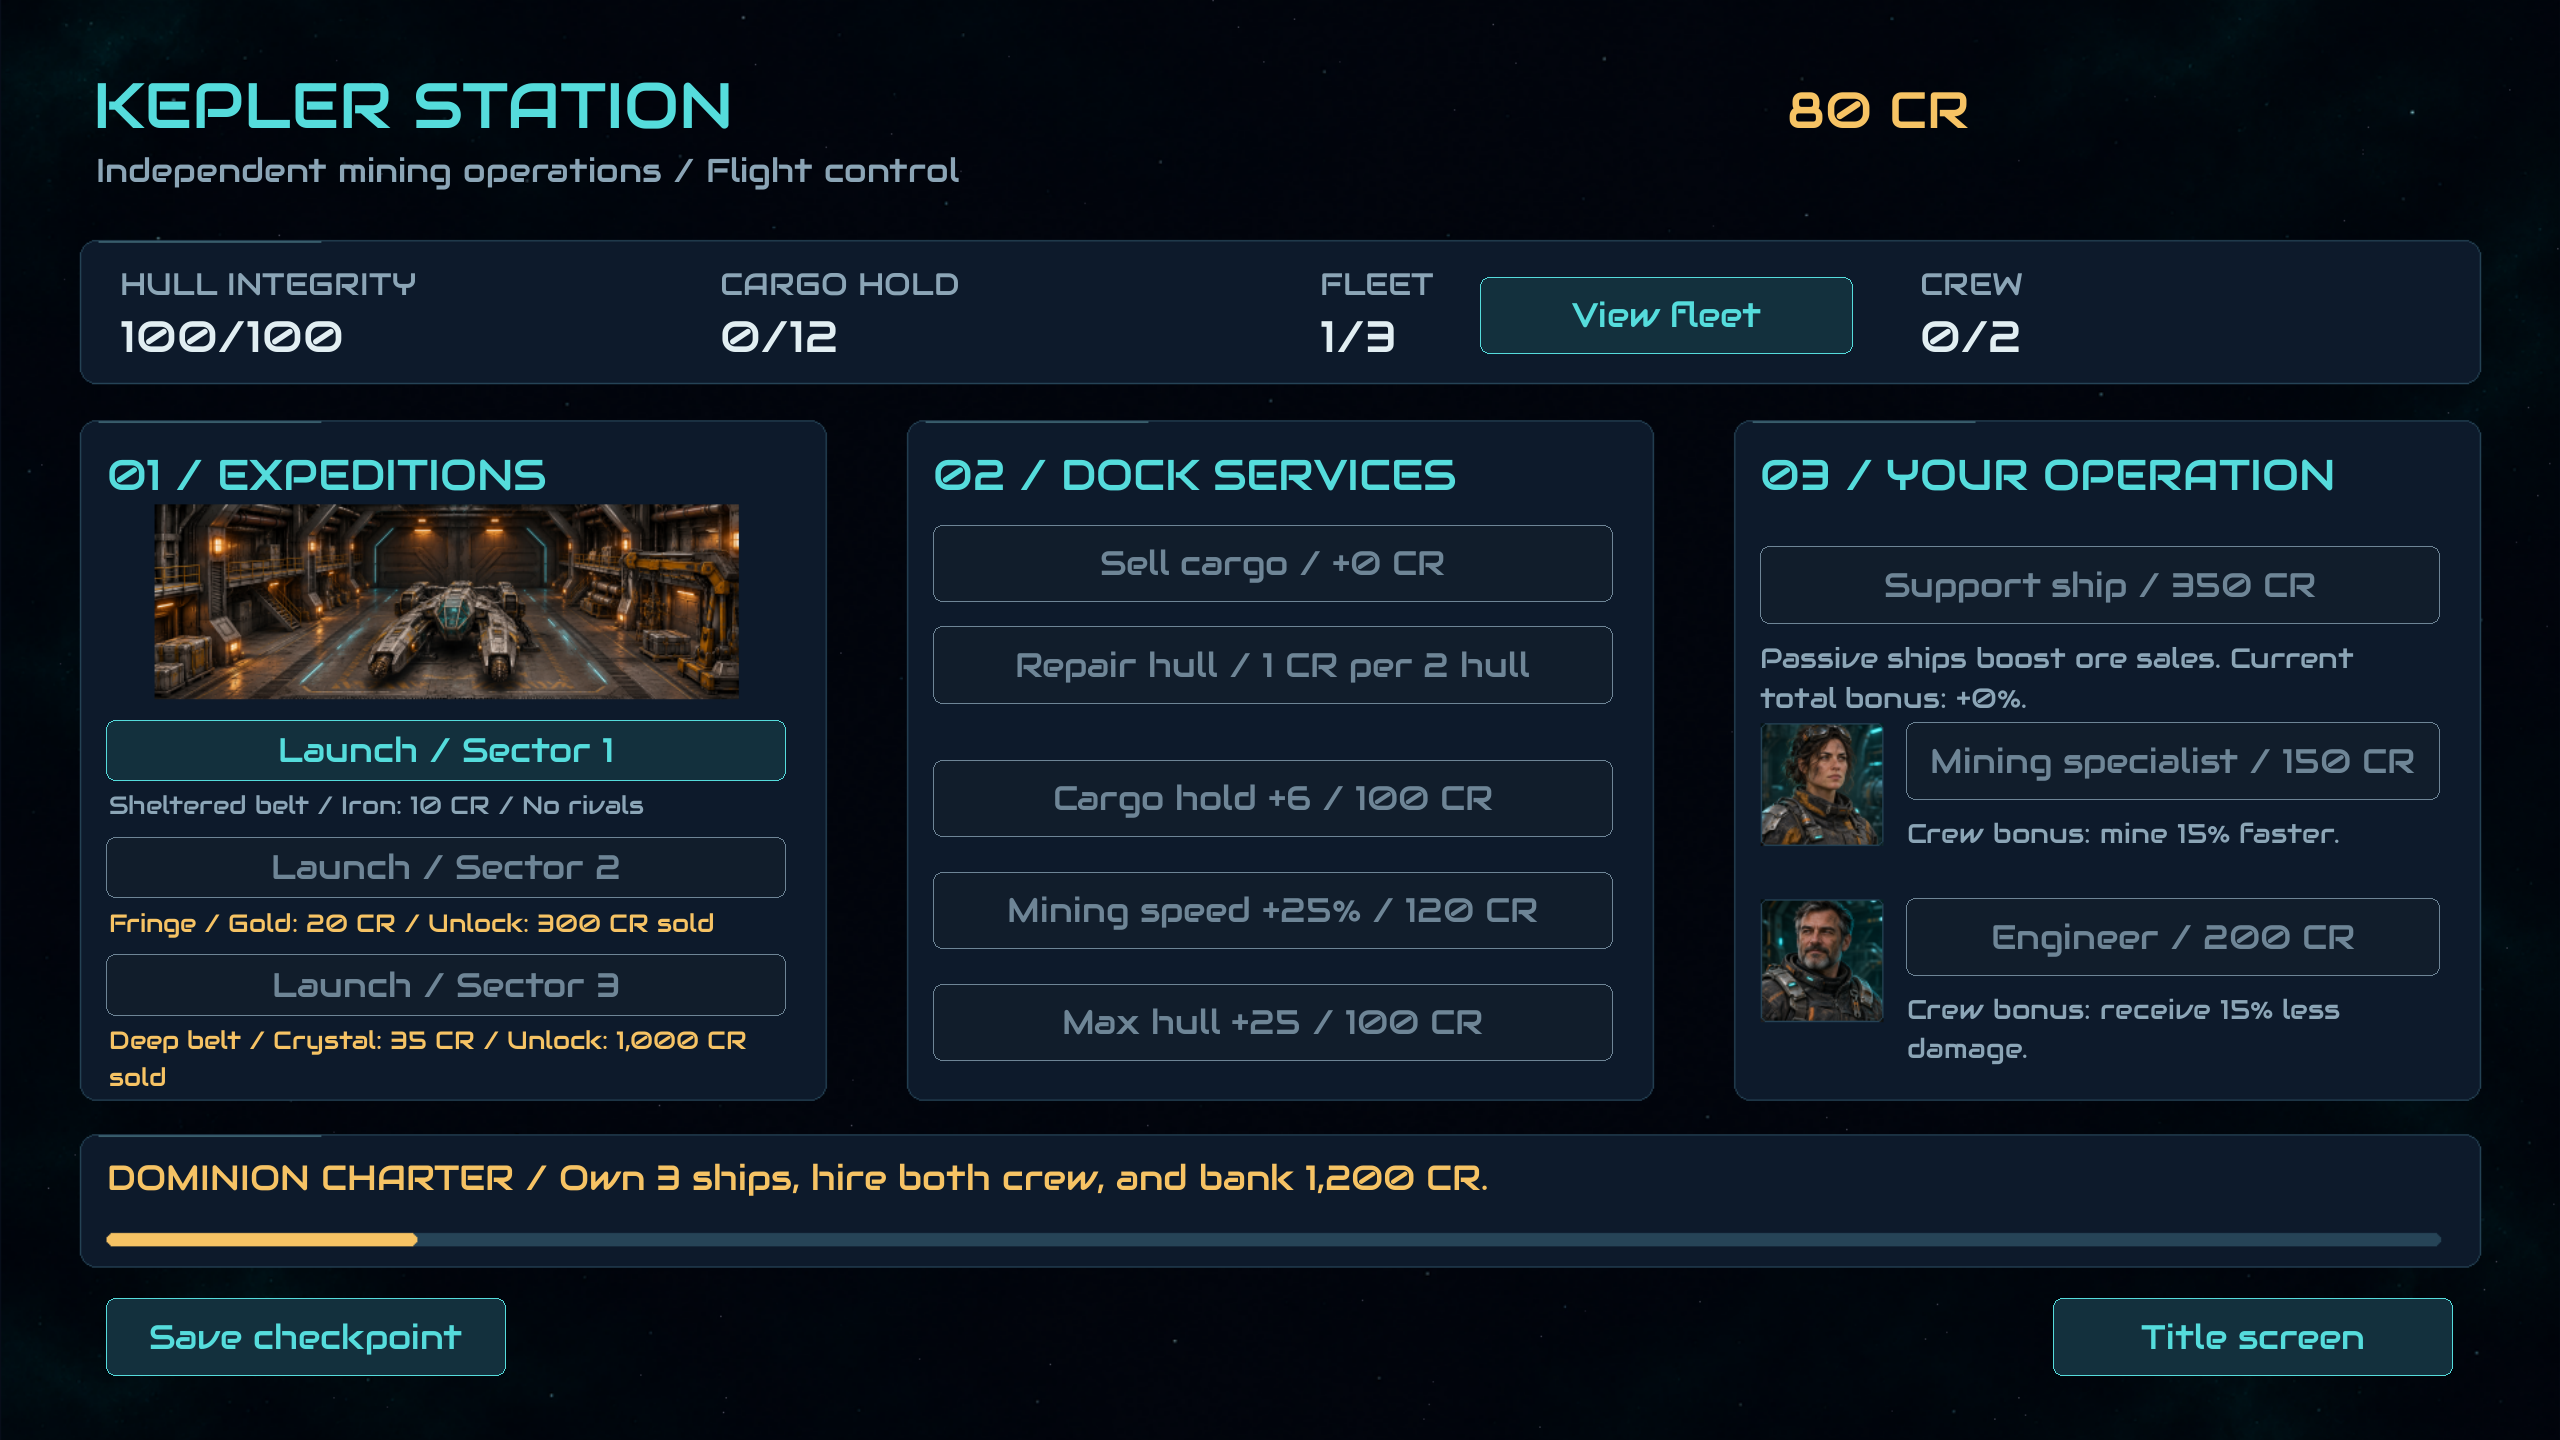 KEPLER STATION
80 CR
Independent mining operations / Flight control
HULL INTEGRITY
100/100
CARGO HOLD
0/12
FLEET
1/3
View fleet
CREW
0/2
01 / EXPEDITIONS
Launch / Sector 1
Sheltered belt / Iron: 10 CR / No rivals
Launch / Sector 2
Fringe / Gold: 20 CR / Unlock: 300 CR sold
Launch / Sector 3
Deep belt / Crystal: 35 CR / Unlock: 1,000 CR
sold
02 / DOCK SERVICES
Sell cargo / +0 CR
Repair hull / 1 CR per 2 hull
Cargo hold +6 / 100 CR
Mining speed +25% / 120 CR
Max hull +25 / 100 CR
03 / YOUR OPERATION
Support ship / 350 CR
Passive ships boost ore sales. Current
total bonus: +0%.
Mining specialist / 150 CR
Crew bonus: mine 15% faster.
Engineer / 200 CR
Crew bonus: receive 15% less
damage.
DOMINION CHARTER / Own 3 ships, hire both crew, and bank 1,200 CR.
Save checkpoint
Title screen